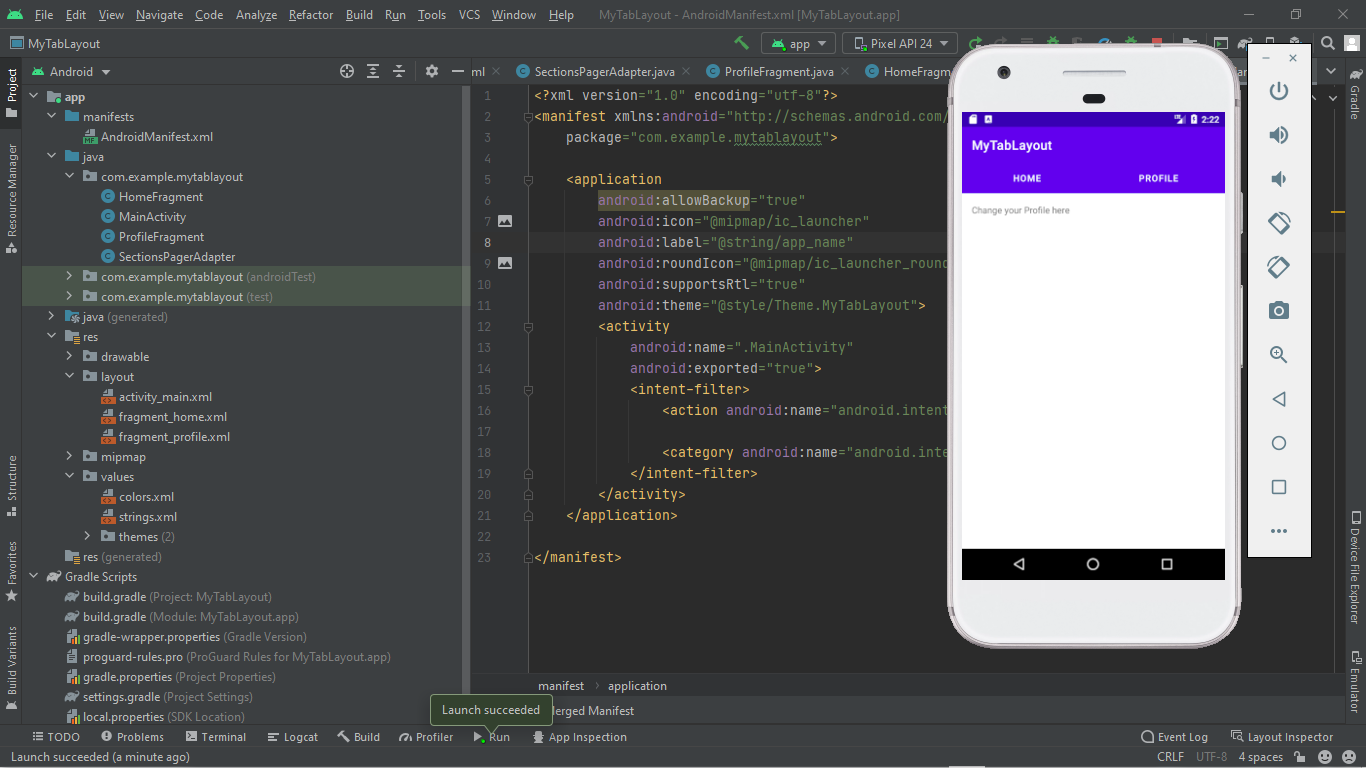 File Edit View Navigate Code Analyze Refactor Build Run Tools VCS Window Help MyTabLayout - AndroidManifest.xml [MyTabLayout.app]
MyTabLayout app Pixel API 24
Android
ml SectionsPagerAdapter.java ProfileFragment.java HomeFragm
Project
Resource Manager
Structure
Favorites
Build Variants
app
manifests
AndroidManifest.xml
java
com.example.mytablayout
HomeFragment
MainActivity
ProfileFragment
SectionsPagerAdapter
com.example.mytablayout (androidTest)
com.example.mytablayout (test)
java (generated)
res
drawable
layout
activity_main.xml
fragment_home.xml
fragment_profile.xml
mipmap
values
colors.xml
strings.xml
themes (2)
res (generated)
Gradle Scripts
build.gradle (Project: MyTabLayout)
build.gradle (Module: MyTabLayout.app)
gradle-wrapper.properties (Gradle Version)
proguard-rules.pro (ProGuard Rules for MyTabLayout.app)
gradle.properties (Project Properties)
settings.gradle (Project Settings)
local.properties (SDK Location)
1 <?xml version="1.0" encoding="utf-8"?>
2 <manifest xmlns:android="http://schemas.android.com/
3 package="com.example.mytablayout">
4
5 <application
6 android:allowBackup="true"
7 android:icon="@mipmap/ic_launcher"
8 android:label="@string/app_name"
9 android:roundIcon="@mipmap/ic_launcher_round
10 android:supportsRtl="true"
11 android:theme="@style/Theme.MyTabLayout">
12 <activity
13 android:name=".MainActivity"
14 android:exported="true">
15 <intent-filter>
16 <action android:name="android.intent
17
18 <category android:name="android.inte
19 </intent-filter>
20 </activity>
21 </application>
22
23 </manifest>
2:22
MyTabLayout
HOME PROFILE
Change your Profile here
Gradle
Device File Explorer
Emulator
manifest application
erged Manifest
Launch succeeded
TODO Problems Terminal Logcat Build Profiler Run App Inspection Event Log Layout Inspector
Launch succeeded (a minute ago) CRLF UTF-8 4 spaces